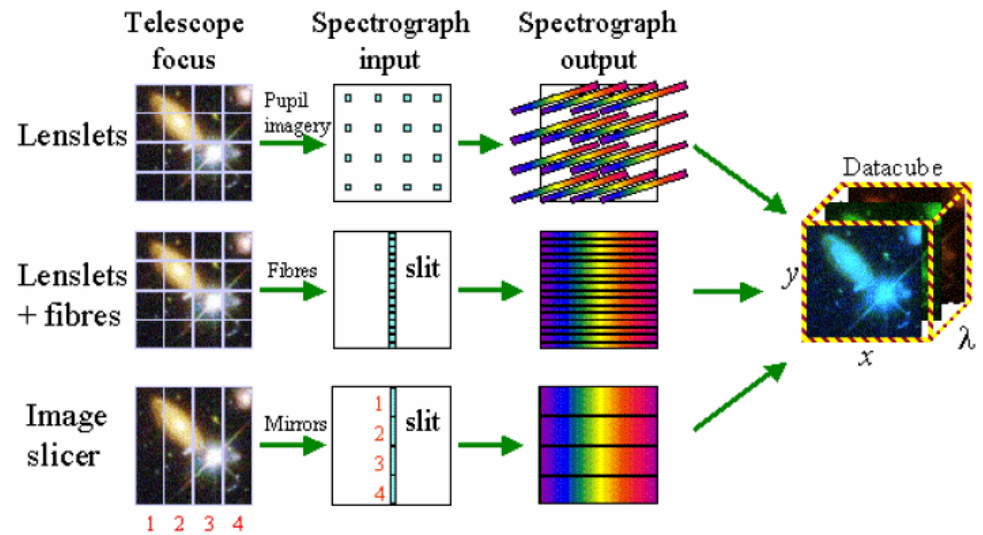 Telescope focus
Spectrograph input
Spectrograph output
Lenslets
Pupil imagery
Datacube
Lenslets + fibres
Fibres
slit
y
x
λ
Image slicer
Mirrors
1
2
3
4
slit
1 2 3 4